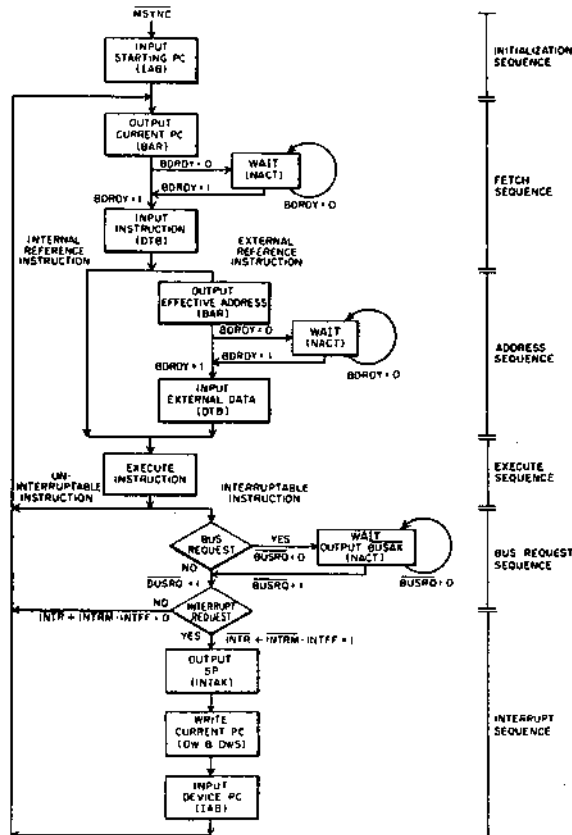 MSYNC
INPUT
STARTING PC
(IAB)
INITIALIZATION
SEQUENCE
OUTPUT
CURRENT PC
(BAR)
BDRDY = 0
WAIT
(NACT)
BDRDY = 1
BDRDY = 1
BDRDY = 0
FETCH
SEQUENCE
INPUT
INSTRUCTION
(DTB)
INTERNAL
REFERENCE
INSTRUCTION
EXTERNAL
REFERENCE
INSTRUCTION
OUTPUT
EFFECTIVE ADDRESS
(BAR)
BDRDY = 0
WAIT
(NACT)
BDRDY = 1
BDRDY = 1
BDRDY = 0
ADDRESS
SEQUENCE
INPUT
EXTERNAL DATA
(DTB)
EXECUTE
INSTRUCTION
EXECUTE
SEQUENCE
UN-
INTERRUPTABLE
INSTRUCTION
INTERRUPTABLE
INSTRUCTION
BUS
REQUEST
YES
BUSRQ = 0
WAIT
OUTPUT BUSAK
(NACT)
BUSRQ = 0
BUS REQUEST
SEQUENCE
NO
BUSRQ = 1
BUSRQ = 1
NO
INTERRUPT
REQUEST
INTR + INTRM · INTFF = 0
YES
INTR + INTRM · INTFF = 1
OUTPUT
SP
(INTAK)
WRITE
CURRENT PC
(DW & DWS)
INTERRUPT
SEQUENCE
INPUT
DEVICE PC
(IAB)